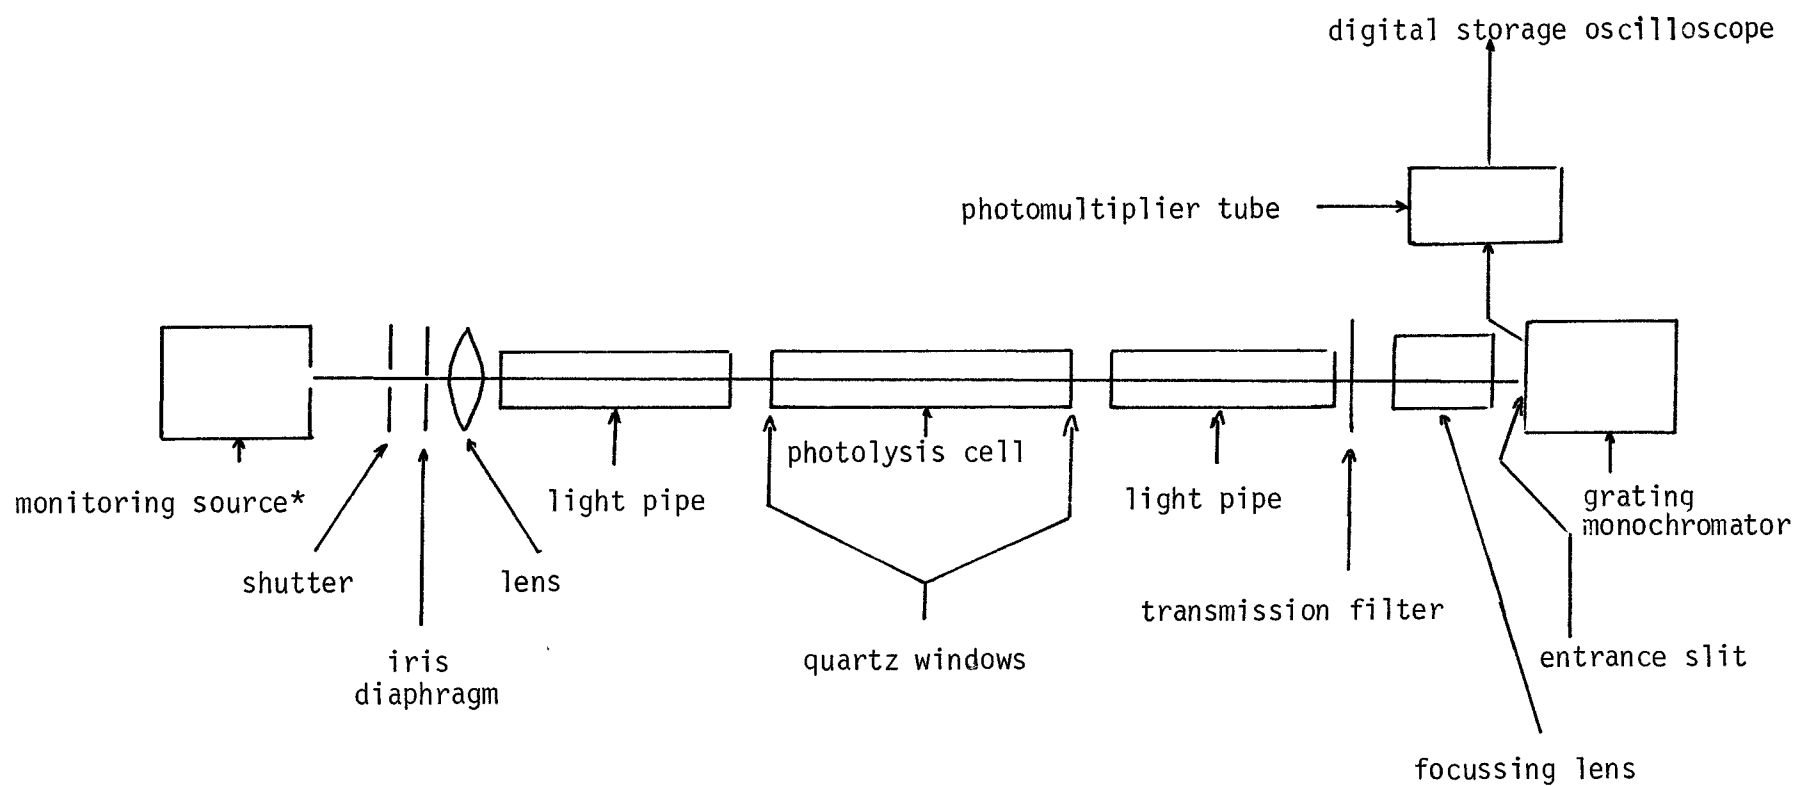 digital storage oscilloscope
photomultiplier tube
photolysis cell
monitoring source*
light pipe
light pipe
grating
monochromator
shutter
lens
transmission filter
iris
diaphragm
quartz windows
entrance slit
focussing lens